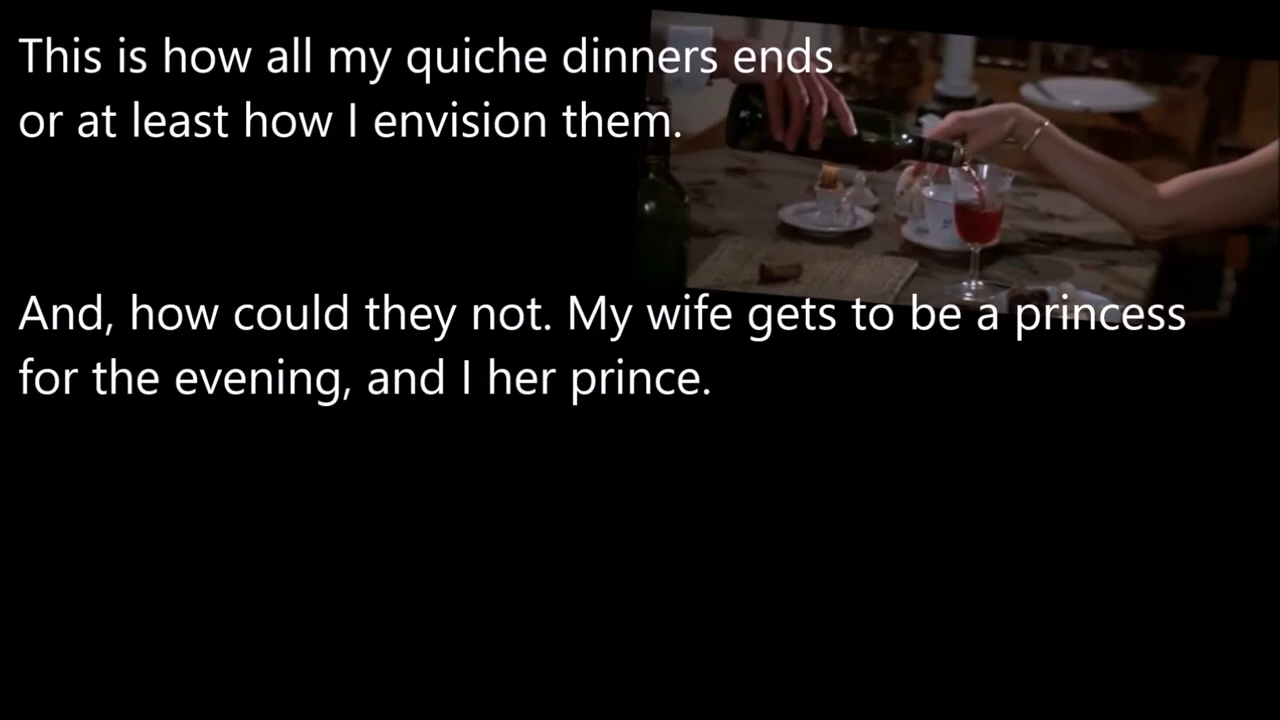 This is how all my quiche dinners ends
or at least how I envision them.
And, how could they not. My wife gets to be a princess
for the evening, and I her prince.